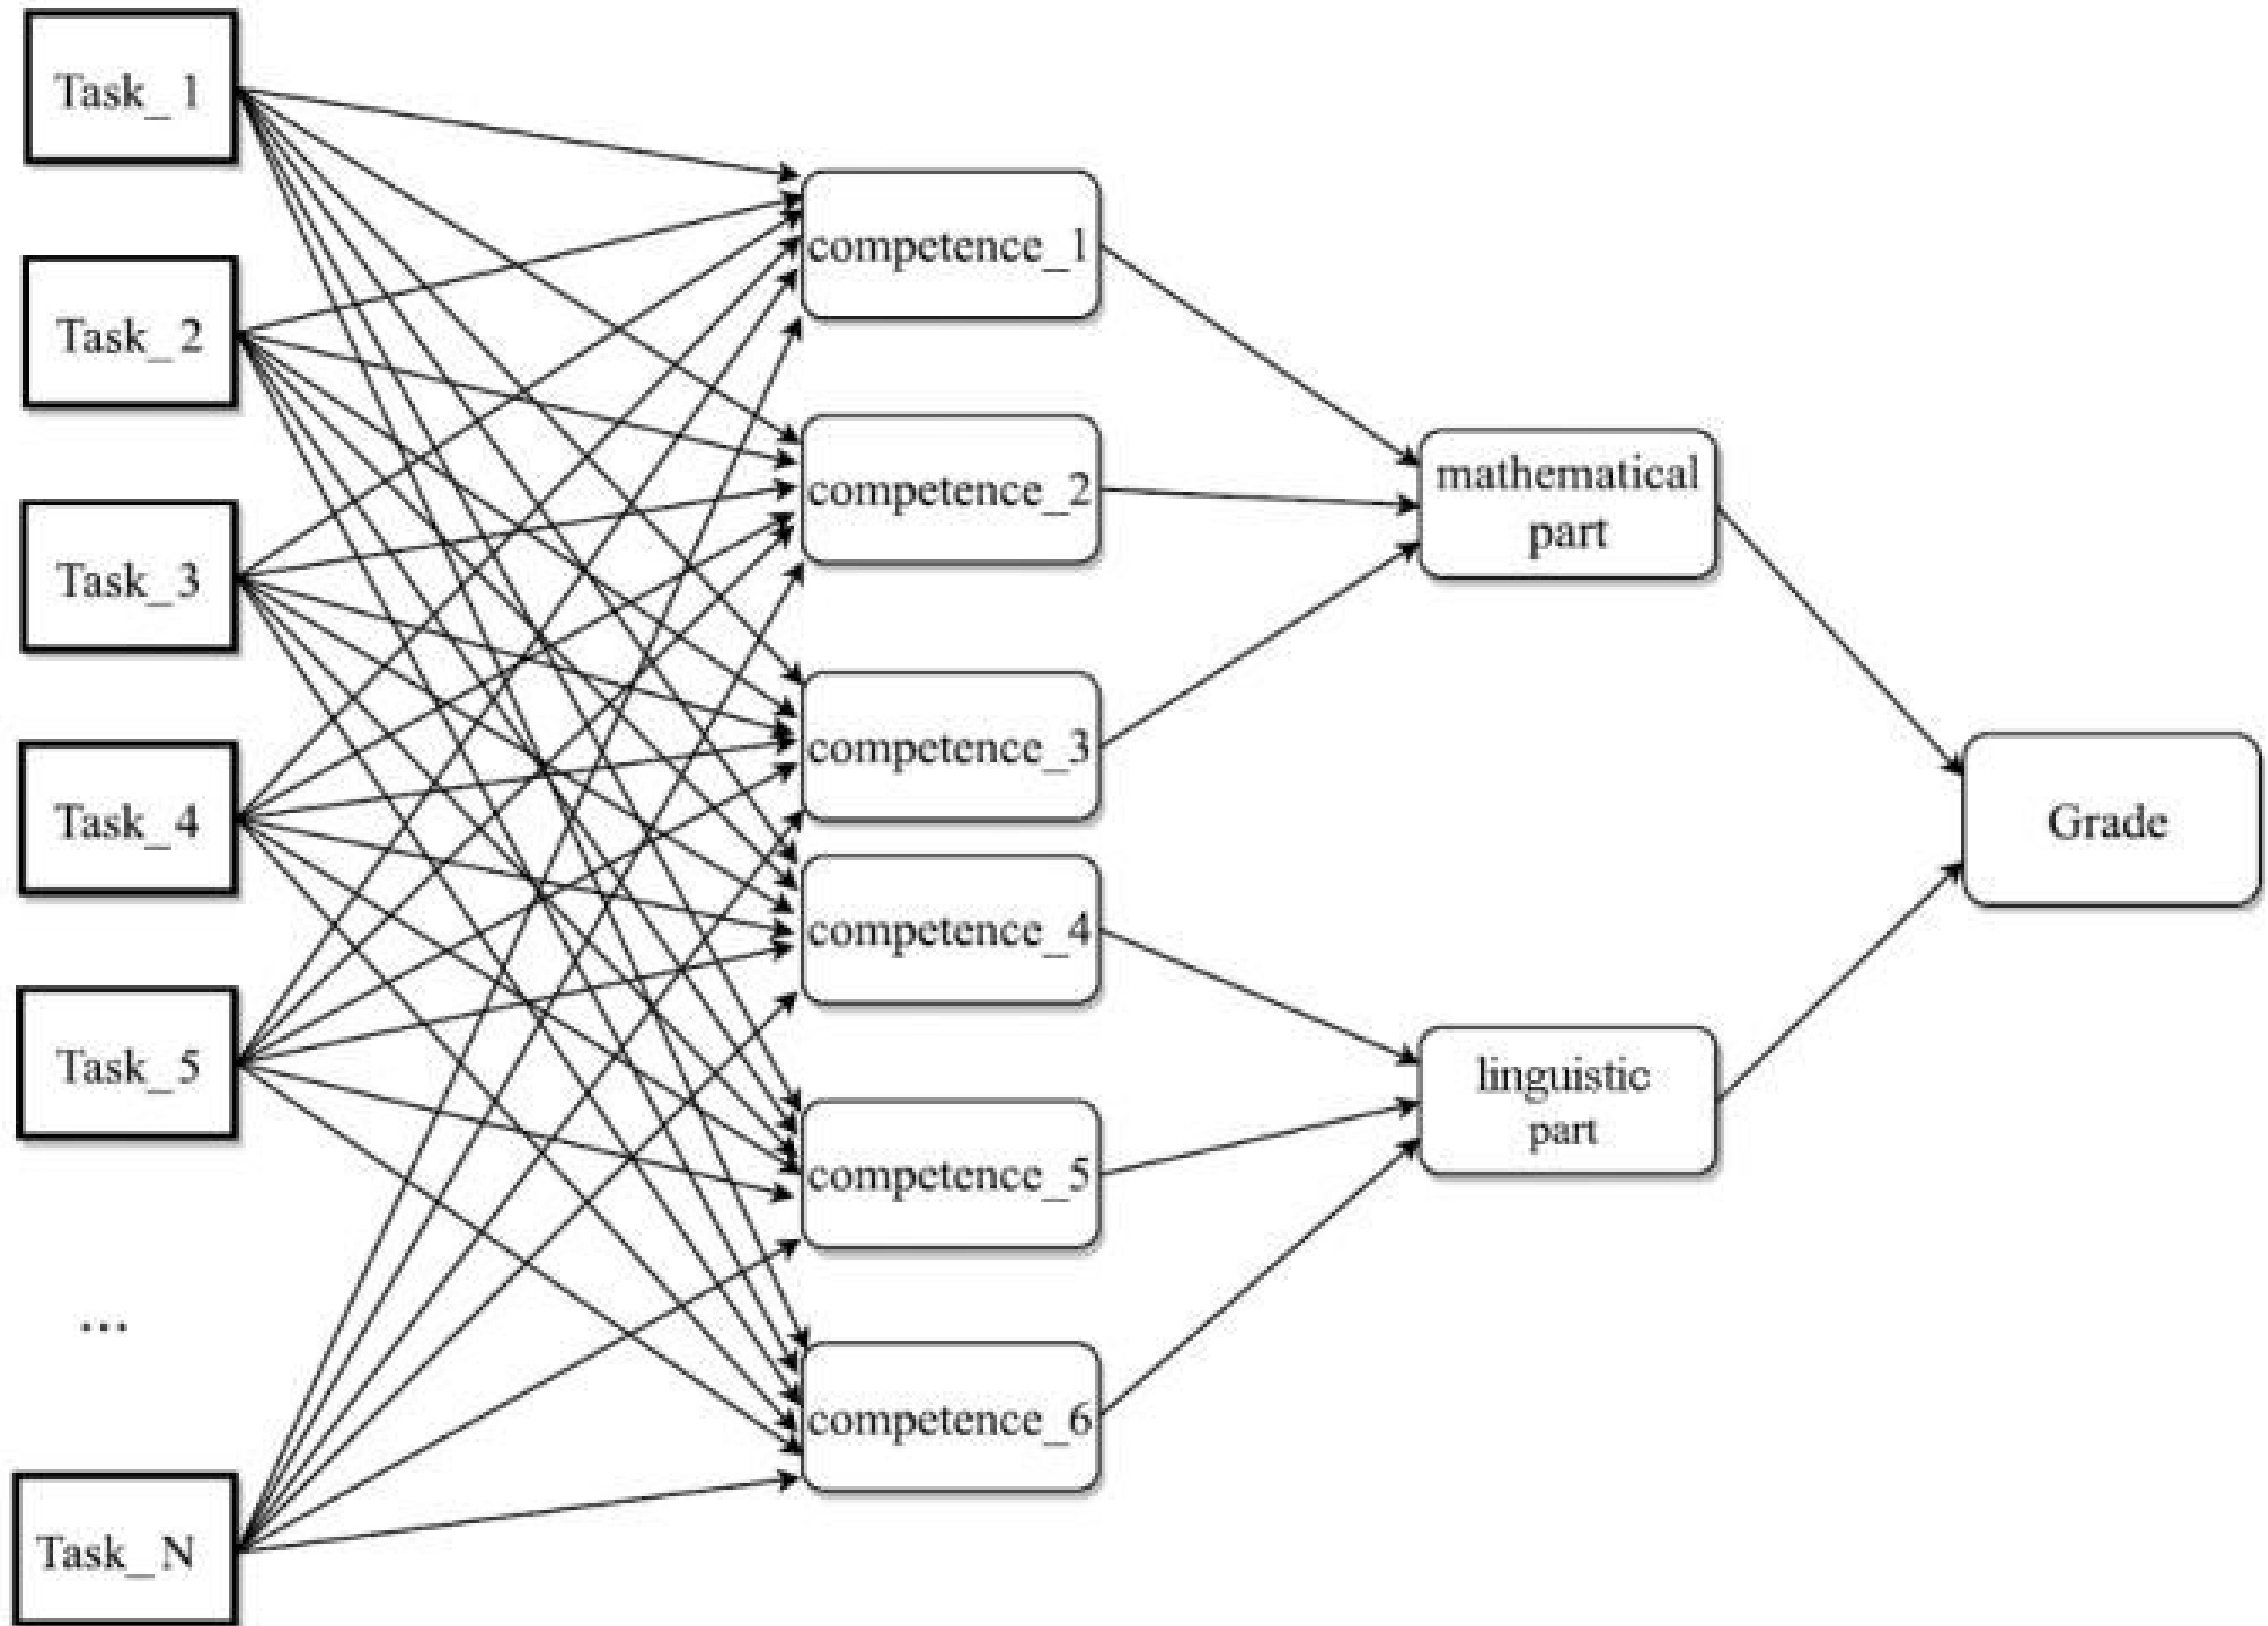 Task_1
Task_2
Task_3
Task_4
Task_5
...
Task_N
competence_1
competence_2
competence_3
competence_4
competence_5
competence_6
mathematical
part
linguistic
part
Grade